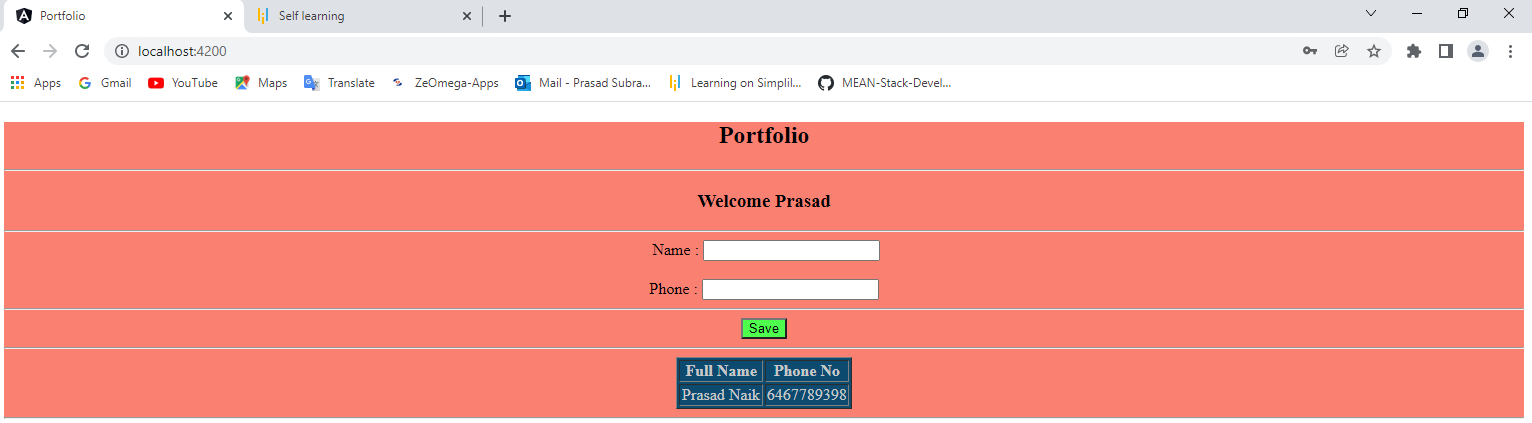 Portfolio Self learning
localhost:4200
Apps Gmail YouTube Maps Translate ZeOmega-Apps Mail - Prasad Subra... Learning on Simplil... MEAN-Stack-Devel...
Portfolio
Welcome Prasad
Name :
Phone :
Save
Full Name Phone No
Prasad Naik 6467789398